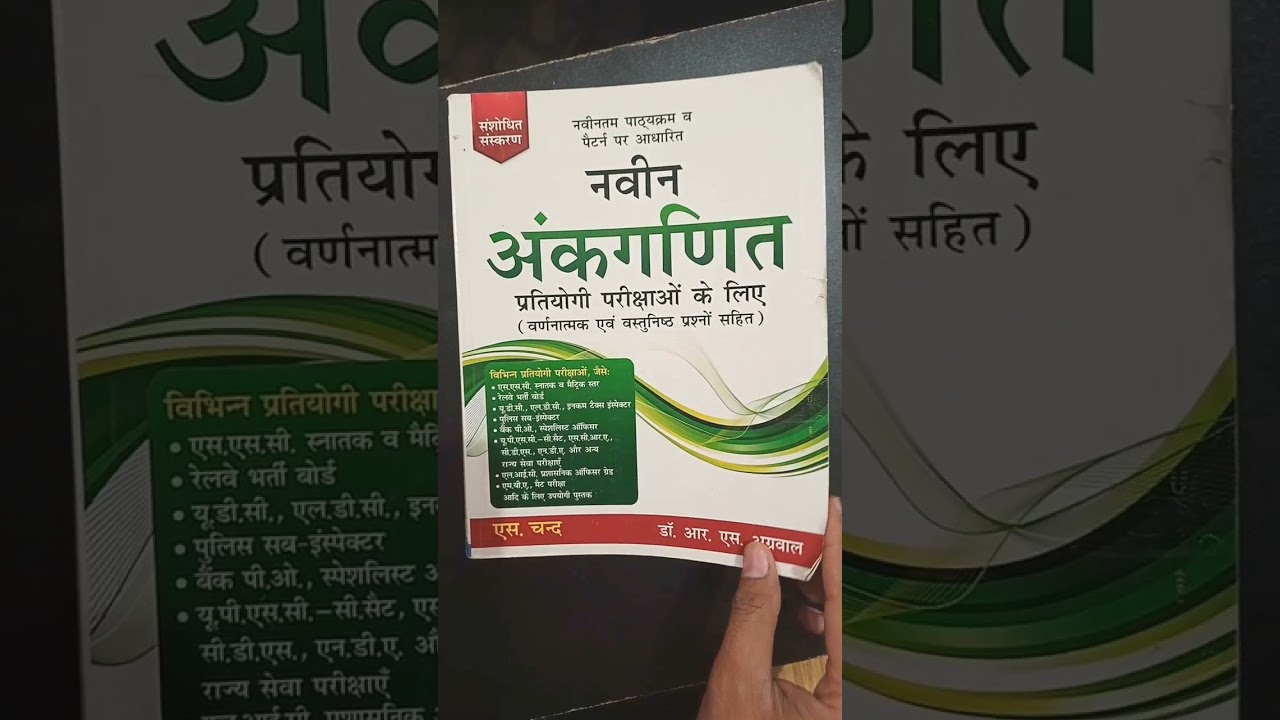 संशोधित
संस्करण
नवीनतम पाठ्यक्रम व
पैटर्न पर आधारित
नवीन
अंकगणित
प्रतियोगी परीक्षाओं के लिए
(वर्णनात्मक एवं वस्तुनिष्ठ प्रश्नों सहित)
विभिन्न प्रतियोगी परीक्षाओं, जैसे:
• एस.एस.सी. स्नातक व मैट्रिक स्तर
• रेलवे भर्ती बोर्ड
• यू.डी.सी., एल.डी.सी., इनकम टैक्स इंस्पेक्टर
• पुलिस सब-इंस्पेक्टर
• बैंक पी.ओ., स्पेशलिस्ट ऑफिसर
• यू.पी.एस.सी.–सी.सैट, एस.सी.आर.ए.,
सी.डी.एस., एन.डी.ए. और अन्य
राज्य सेवा परीक्षाएँ
• एल.आई.सी. प्रशासनिक ऑफिसर ग्रेड
• एम.बी.ए., मैट परीक्षा
आदि के लिए उपयोगी पुस्तक
एस. चन्द
डॉ. आर. एस. अग्रवाल